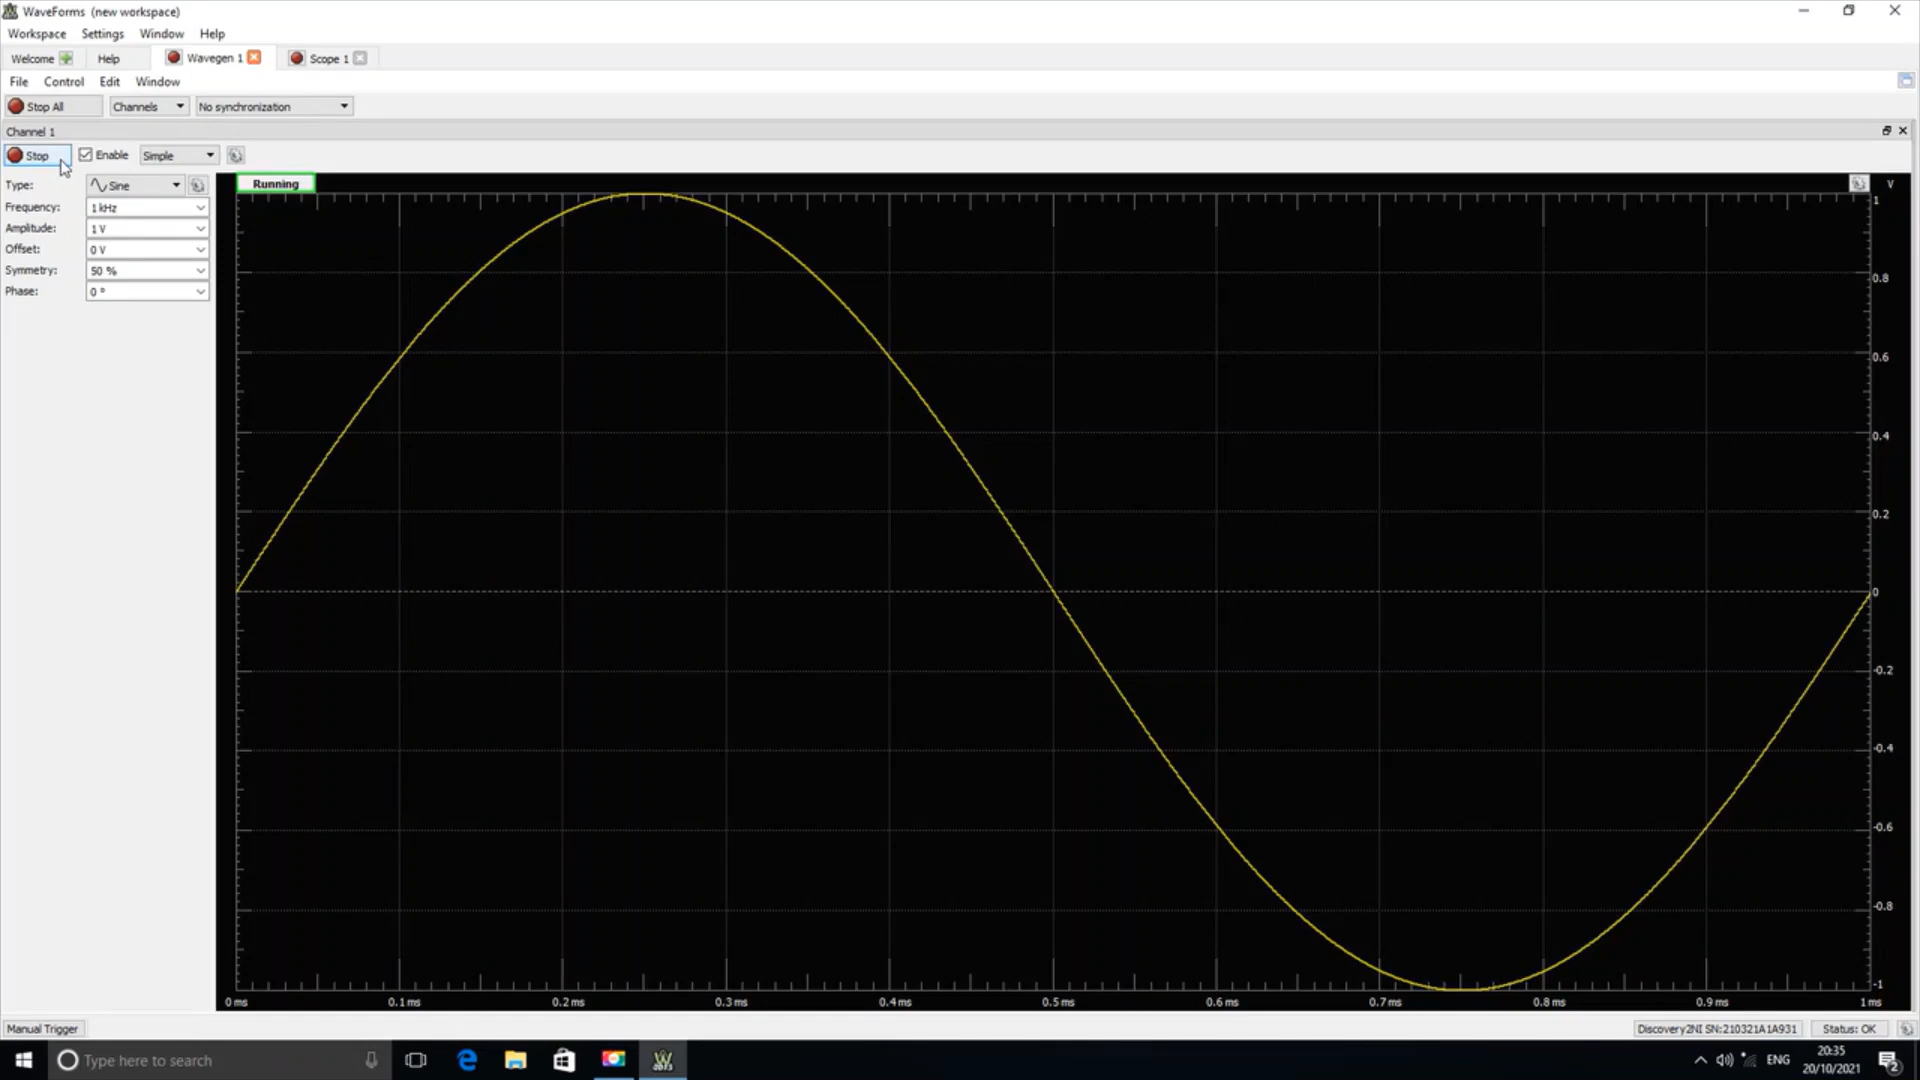 WaveForms (new workspace)
Workspace Settings Window Help
Welcome Help Wavegen 1 Scope 1
File Control Edit Window
Stop All Channels No synchronization
Channel 1
Stop Enable Simple
Type: Sine
Running
V
Frequency: 1 kHz
Amplitude: 1 V
Offset: 0 V
Symmetry: 50 %
Phase: 0 º
1
0.8
0.6
0.4
0.2
0
-0.2
-0.4
-0.6
-0.8
-1
0 ms 0.1 ms 0.2 ms 0.3 ms 0.4 ms 0.5 ms 0.6 ms 0.7 ms 0.8 ms 0.9 ms 1 ms
Manual Trigger Discovery2NI SN:210321A1A931 Status: OK
Type here to search
ENG
20:35
20/10/2021
2